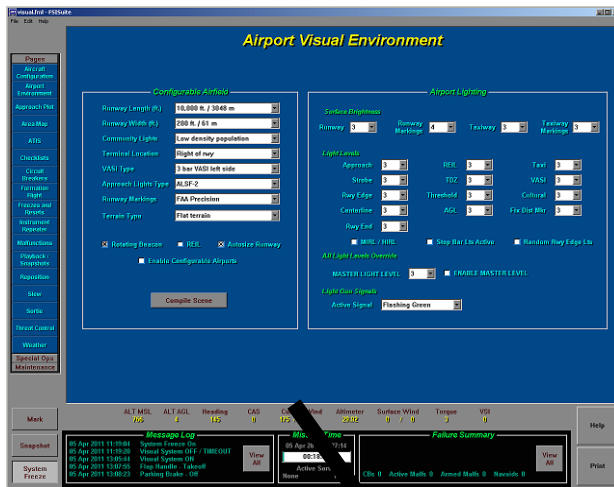 visual.fml - FSISuite
File Edit Help
Airport Visual Environment
Pages
Aircraft
Configuration
Airport
Environment
Approach Plot
Area Map
ATIS
Checklists
Circuit
Breakers
Formation
Flight
Freezes and
Resets
Instrument
Repeater
Malfunctions
Playback /
Snapshots
Reposition
Slew
Sortie
Threat Control
Weather
Special Ops
Maintenance
Configurable Airfield
Runway Length (ft.) 10,000 ft. / 3048 m
Runway Width (ft.) 200 ft. / 61 m
Community Lights Low density population
Terminal Location Right of rwy
VASI Type 3 bar VASI left side
Approach Lights Type ALSF-2
Runway Markings FAA Precision
Terrain Type Flat terrain
Rotating Beacon REIL Autosize Runway
Enable Configurable Airports
Compile Scene
Airport Lighting
Surface Brightness
Runway 3 Runway Markings 4 Taxiway 3 Taxiway Markings 3
Light Levels
Approach 3 REIL 3 Taxi 3
Strobe 3 TDZ 3 VASI 3
Rwy Edge 3 Threshold 3 Cultural 3
Centerline 3 AGL 3 Fix Dist Mkr 3
Rwy End 3
MIRL / HIRL Stop Bar Lts Active Random Rwy Edge Lts
All Light Levels Override
MASTER LIGHT LEVEL 3 ENABLE MASTER LEVEL
Light Gun Signals
Active Signal Flashing Green
ALT MSL ALT AGL Heading CAS Wind Altimeter Surface Wind Torque VSI
145 0 29.92 0 / 0 3 0
Mark
Snapshot
System
Freeze
Message Log
05 Apr 2011 11:19:04 System Freeze On
05 Apr 2011 11:19:20 Visual System OFF / TIMEOUT
05 Apr 2011 13:05:44 Visual System On
05 Apr 2011 13:07:55 Flap Handle - Takeoff
05 Apr 2011 13:08:23 Parking Brake - Off
View
All
Time
05 Apr
00:18:
Active
None
Failure Summary
CBs 0 Active Malfs 0 Armed Malfs 0 Navaids 0
View
All
Help
Print